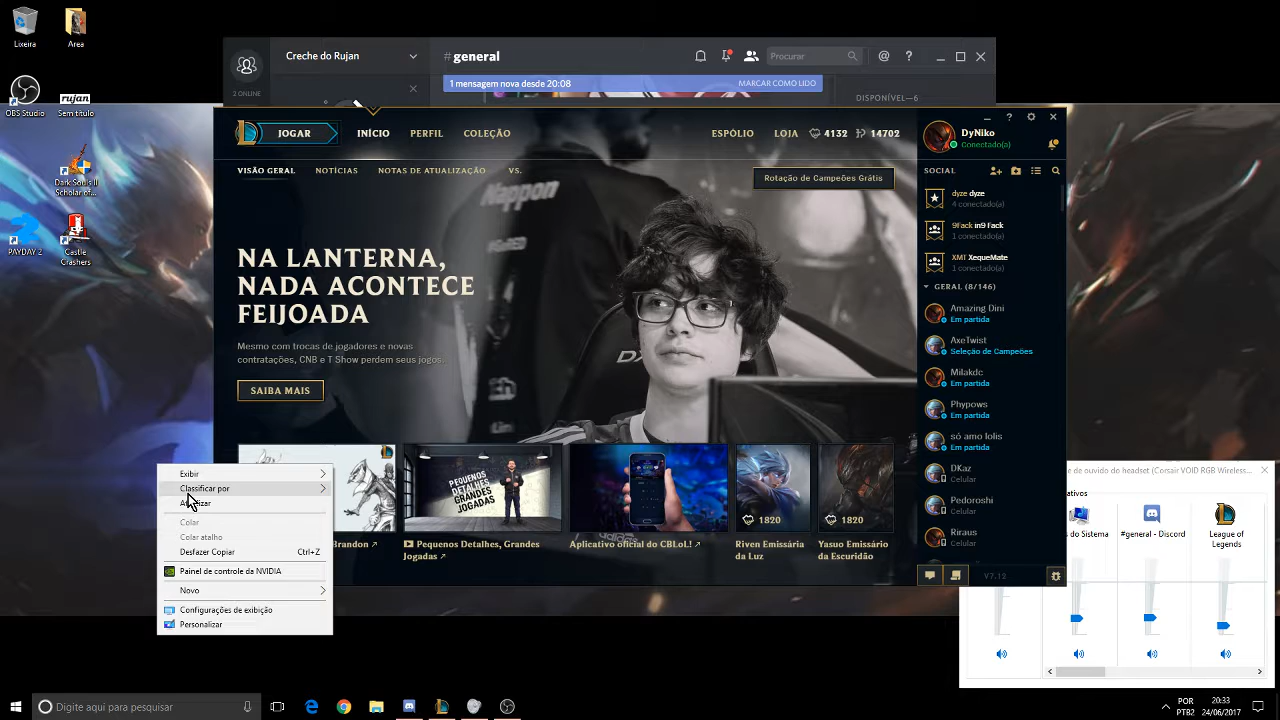 Lixeira
Area
OBS Studio
rujan
Sem título
Dark Souls II
Scholar of...
PAYDAY 2
Castle
Crashers
2 ONLINE
Creche do Rujan
#general
Procurar
1 mensagem nova desde 20:08
MARCAR COMO LIDO
DISPONÍVEL—6
JOGAR
INÍCIO
PERFIL
COLEÇÃO
ESPÓLIO
LOJA
4132
14702
VISÃO GERAL
NOTÍCIAS
NOTAS DE ATUALIZAÇÃO
VS.
Rotação de Campeões Grátis
nippon
NA LANTERNA,
NADA ACONTECE
FEIJOADA
Mesmo com trocas de jogadores e novas
contratações, CNB e T Show perdem seus jogos.
SAIBA MAIS
PEQUENOS
DETALHES,
GRANDES
JOGADAS
1820
1820
Brandon
Pequenos Detalhes, Grandes
Jogadas
Aplicativo oficial do CBLoL!
Riven Emissária
da Luz
Yasuo Emissário
da Escuridão
DyNiko
Conectado(a)
SOCIAL
dyze dyze
4 conectado(a)
9Fack in9 Fack
1 conectado(a)
XMT XequeMate
1 conectado(a)
GERAL (8/146)
Amazing Dini
Em partida
AxeTwist
Seleção de Campeões
Milakdc
Em partida
Phypows
Em partida
só amo lolis
Em partida
DKaz
Celular
Pedoroshi
Celular
Riraus
Celular
V7.12
Exibir
Classificar por
Colar
Colar atalho
Desfazer Copiar
Ctrl+Z
Painel de controle da NVIDIA
Novo
Configurações de exibição
Personalizar
e de ouvido do headset (Corsair VOID RGB Wireless...
ativos
s do Sistema
#general - Discord
League of
Legends
Digite aqui para pesquisar
POR
PTB2
20:33
24/06/2017